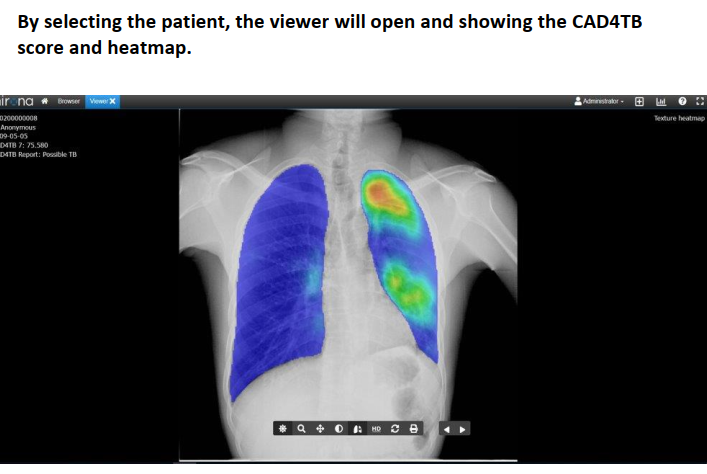 By selecting the patient, the viewer will open and showing the CAD4TB
score and heatmap.
Browser Viewer X Administrator
0200000008
Anonymous
09-05-05
D4TB 7: 75.580
D4TB Report: Possible TB
Texture heatmap
HD